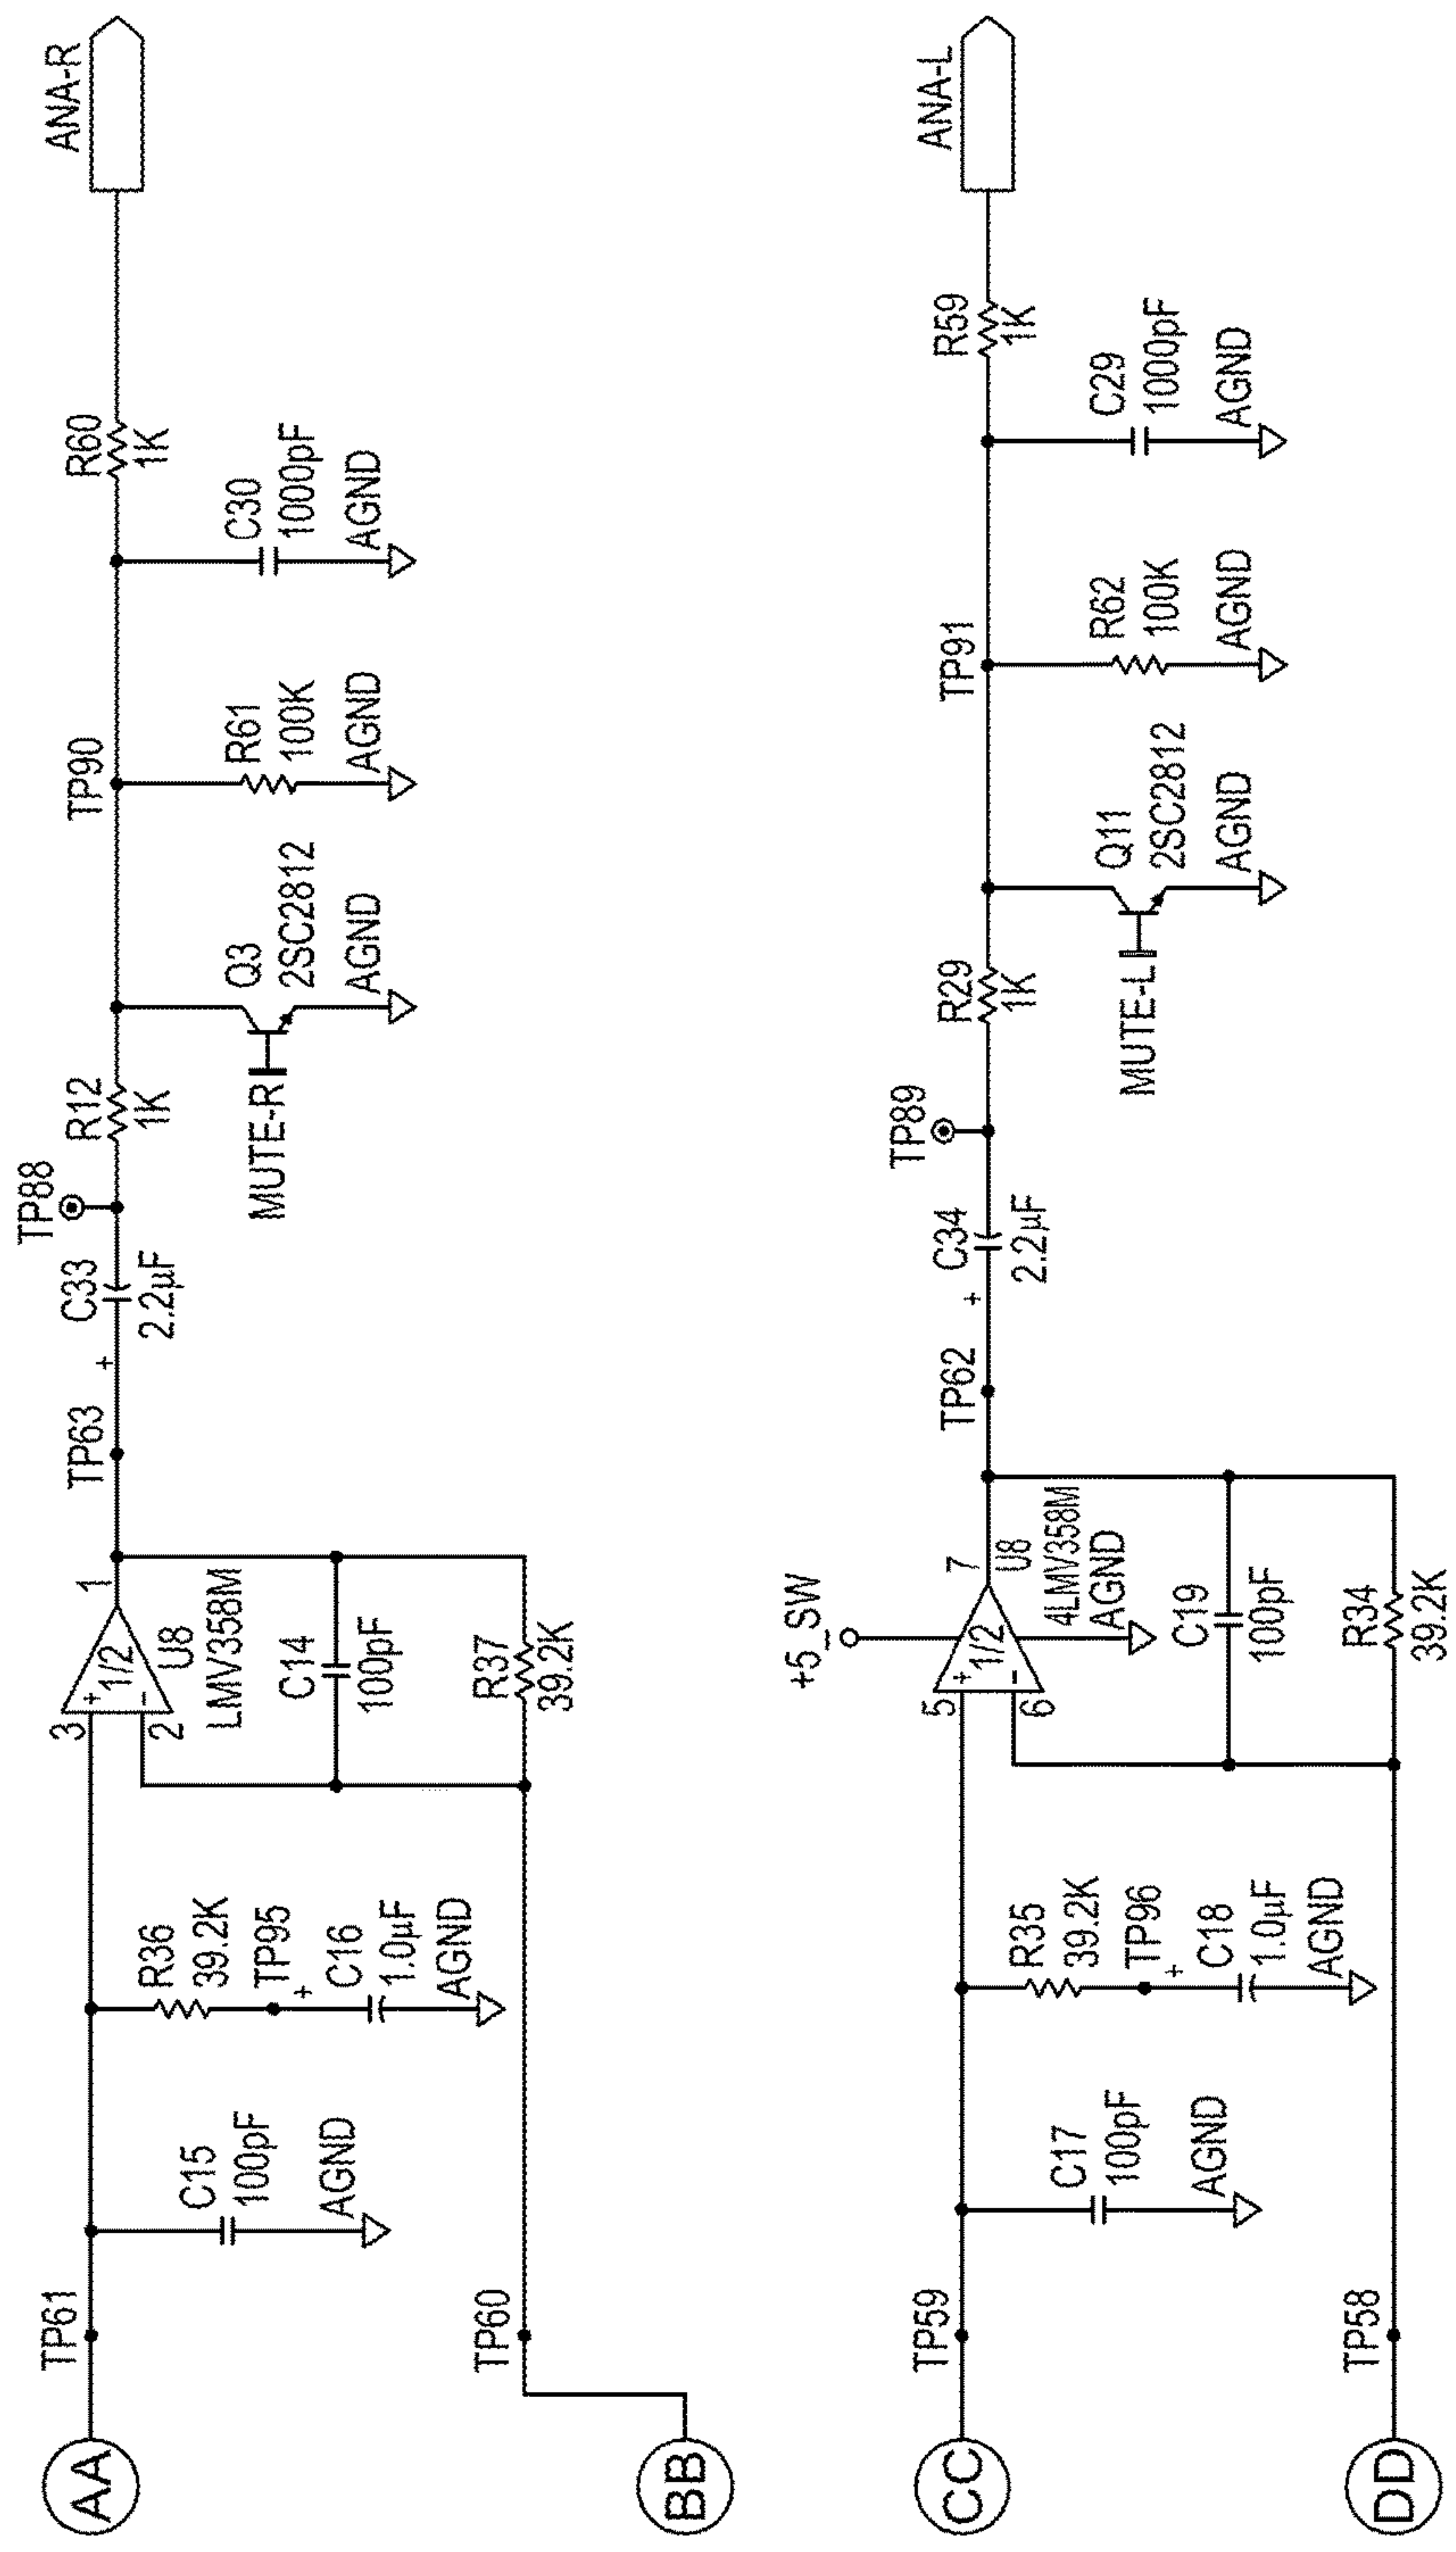 AA
TP61
C15
100pF
AGND
R36
39.2K
TP95
+
C16
1.0µF
AGND
3
2
+
-
1/2
1
U8
LMV358M
C14
100pF
R37
39.2K
TP63
+
C33
2.2µF
TP88
R12
1K
MUTE-R
Q3
2SC2812
AGND
TP90
R61
100K
AGND
C30
1000pF
AGND
R60
1K
ANA-R
BB
TP60
CC
TP59
C17
100pF
AGND
R35
39.2K
TP96
+
C18
1.0µF
AGND
5
6
+
-
1/2
+5_SW
7
U8
4LMV358M
AGND
C19
100pF
R34
39.2K
TP62
+
C34
2.2µF
TP89
R29
1K
MUTE-L
Q11
2SC2812
AGND
TP91
R62
100K
AGND
C29
1000pF
AGND
R59
1K
ANA-L
DD
TP58